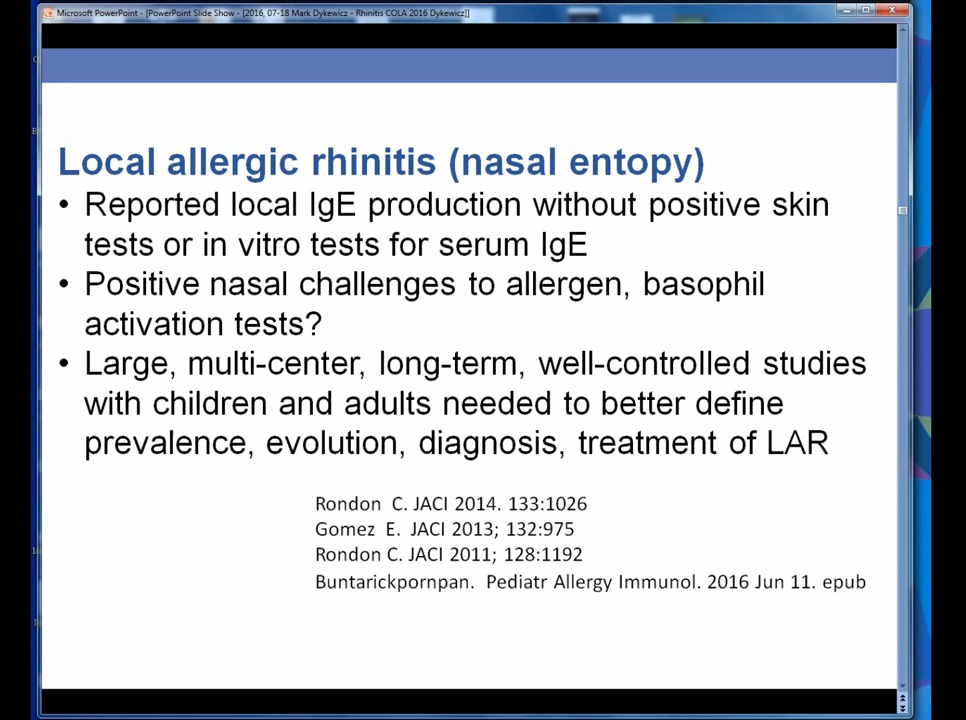 Microsoft PowerPoint - [PowerPoint Slide Show - [2016, 07-18 Mark Dykewicz - Rhinitis COLA 2016 Dykewicz]]
Local allergic rhinitis (nasal entopy)
• Reported local IgE production without positive skin
tests or in vitro tests for serum IgE
• Positive nasal challenges to allergen, basophil
activation tests?
• Large, multi-center, long-term, well-controlled studies
with children and adults needed to better define
prevalence, evolution, diagnosis, treatment of LAR
Rondon C. JACI 2014. 133:1026
Gomez E. JACI 2013; 132:975
Rondon C. JACI 2011; 128:1192
Buntarickpornpan. Pediatr Allergy Immunol. 2016 Jun 11. epub